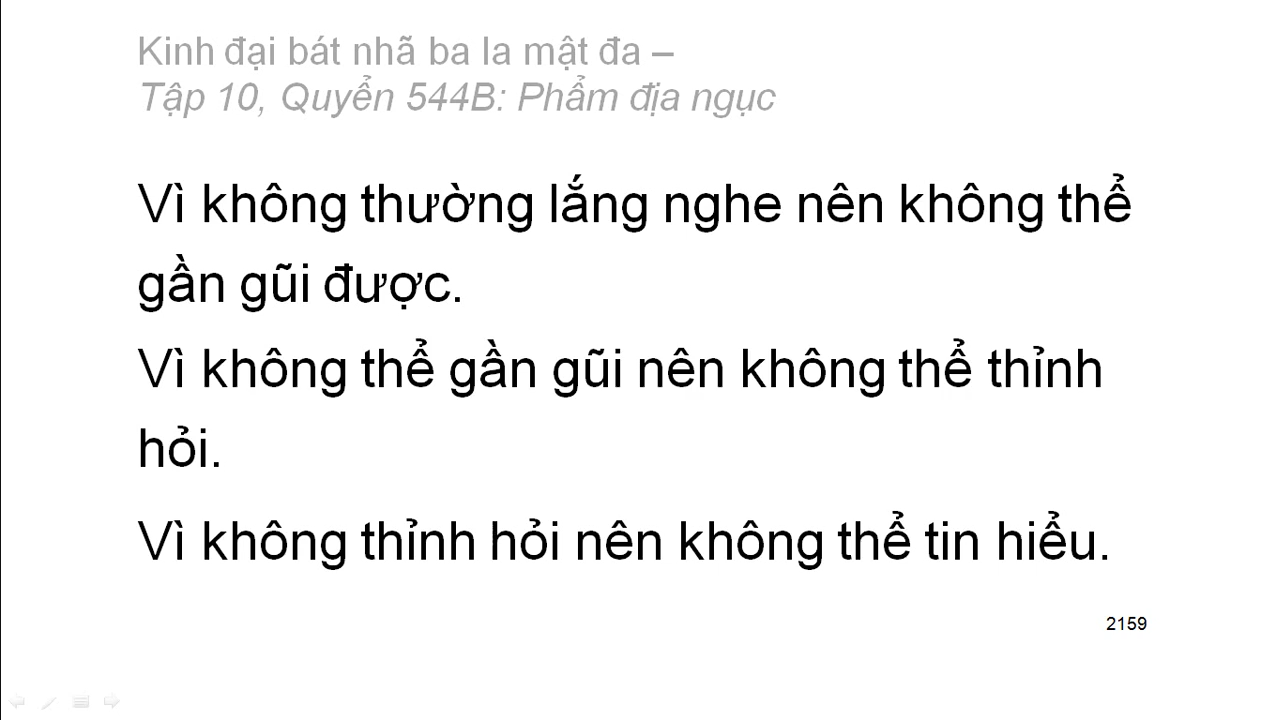 Kinh đại bát nhã ba la mật đa –
Tập 10, Quyển 544B: Phẩm địa ngục
Vì không thường lắng nghe nên không thể
gần gũi được.
Vì không thể gần gũi nên không thể thỉnh
hỏi.
Vì không thỉnh hỏi nên không thể tin hiểu.
2159